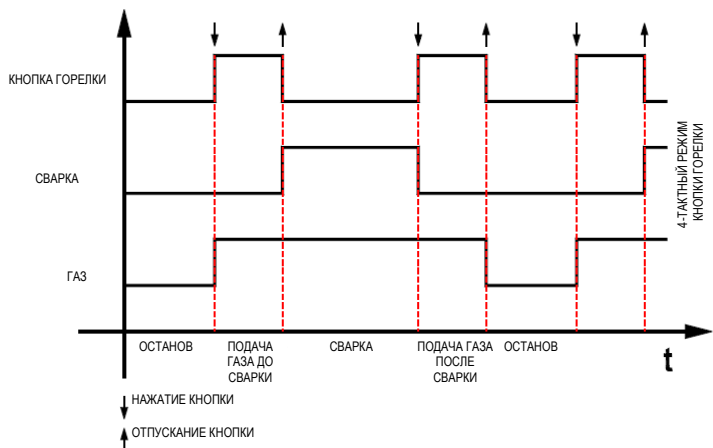 КНОПКА ГОРЕЛКИ
СВАРКА
ГАЗ
4-ТАКТНЫЙ РЕЖИМ
КНОПКИ ГОРЕЛКИ
ОСТАНОВ
ПОДАЧА
ГАЗА ДО
СВАРКИ
СВАРКА
ПОДАЧА ГАЗА
ПОСЛЕ
СВАРКИ
ОСТАНОВ
t
НАЖАТИЕ КНОПКИ
ОТПУСКАНИЕ КНОПКИ